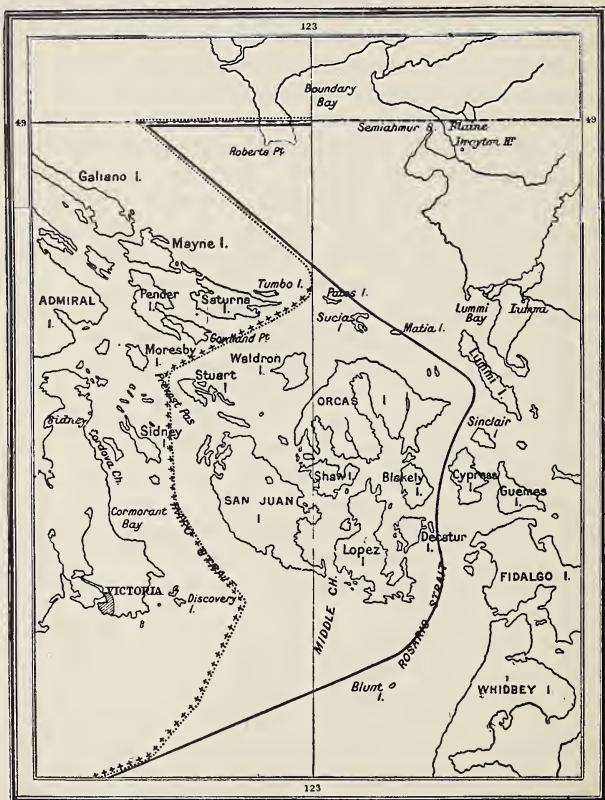 123
Boundary
Bay
49
49
Semiahmur B.
Blaine
Drayton Hr.
Roberts Pt.
Galiano I.
Mayne I.
ADMIRAL
I.
Pender
I.
Saturna
I.
Tumbo I.
Patos I.
Sucia
I
Matia I.
Lummi
Bay
Lummi
Gowlland Pt.
Moresby
I.
Prevost Pas
Stuart
I
Waldron
I.
ORCAS I
LUMMI I.
Sinclair
I.
Sidney
Cordova Ch.
Sidney
I.
SAN JUAN
I
Shaw I.
Blakely
I.
Cypress
I.
Guemes
I.
Cormorant
Bay
HARO STRAIT
Lopez
I
Decatur
I.
FIDALGO I.
VICTORIA
Discovery
I.
MIDDLE CH.
ROSARIO STRAIT
Blunt
I.
WHIDBEY I
123